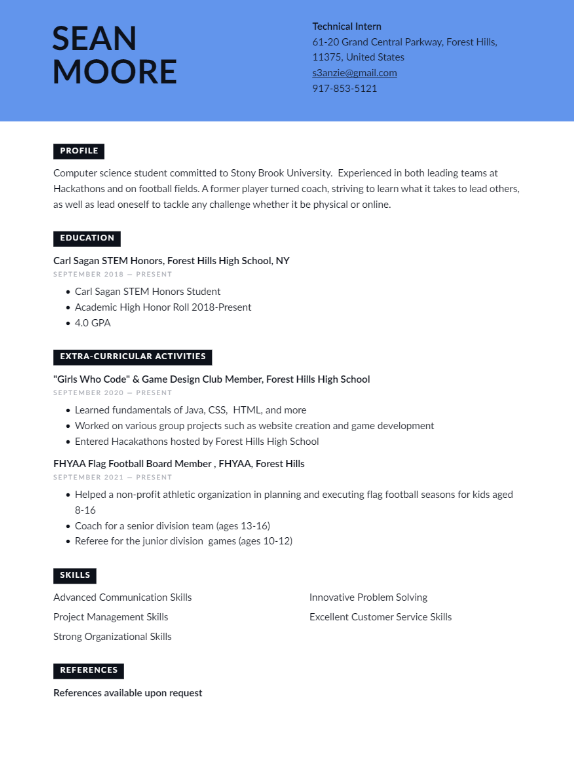 SEAN
MOORE
Technical Intern
61-20 Grand Central Parkway, Forest Hills,
11375, United States
s3anzie@gmail.com
917-853-5121
PROFILE
Computer science student committed to Stony Brook University.  Experienced in both leading teams at
Hackathons and on football fields. A former player turned coach, striving to learn what it takes to lead others,
as well as lead oneself to tackle any challenge whether it be physical or online.
EDUCATION
Carl Sagan STEM Honors, Forest Hills High School, NY
SEPTEMBER 2018 — PRESENT
• Carl Sagan STEM Honors Student
• Academic High Honor Roll 2018-Present
• 4.0 GPA
EXTRA-CURRICULAR ACTIVITIES
"Girls Who Code" & Game Design Club Member, Forest Hills High School
SEPTEMBER 2020 — PRESENT
• Learned fundamentals of Java, CSS,  HTML, and more
• Worked on various group projects such as website creation and game development
• Entered Hacakathons hosted by Forest Hills High School
FHYAA Flag Football Board Member , FHYAA, Forest Hills
SEPTEMBER 2021 — PRESENT
• Helped a non-profit athletic organization in planning and executing flag football seasons for kids aged
8-16
• Coach for a senior division team (ages 13-16)
• Referee for the junior division  games (ages 10-12)
SKILLS
Advanced Communication Skills
Innovative Problem Solving
Project Management Skills
Excellent Customer Service Skills
Strong Organizational Skills
REFERENCES
References available upon request